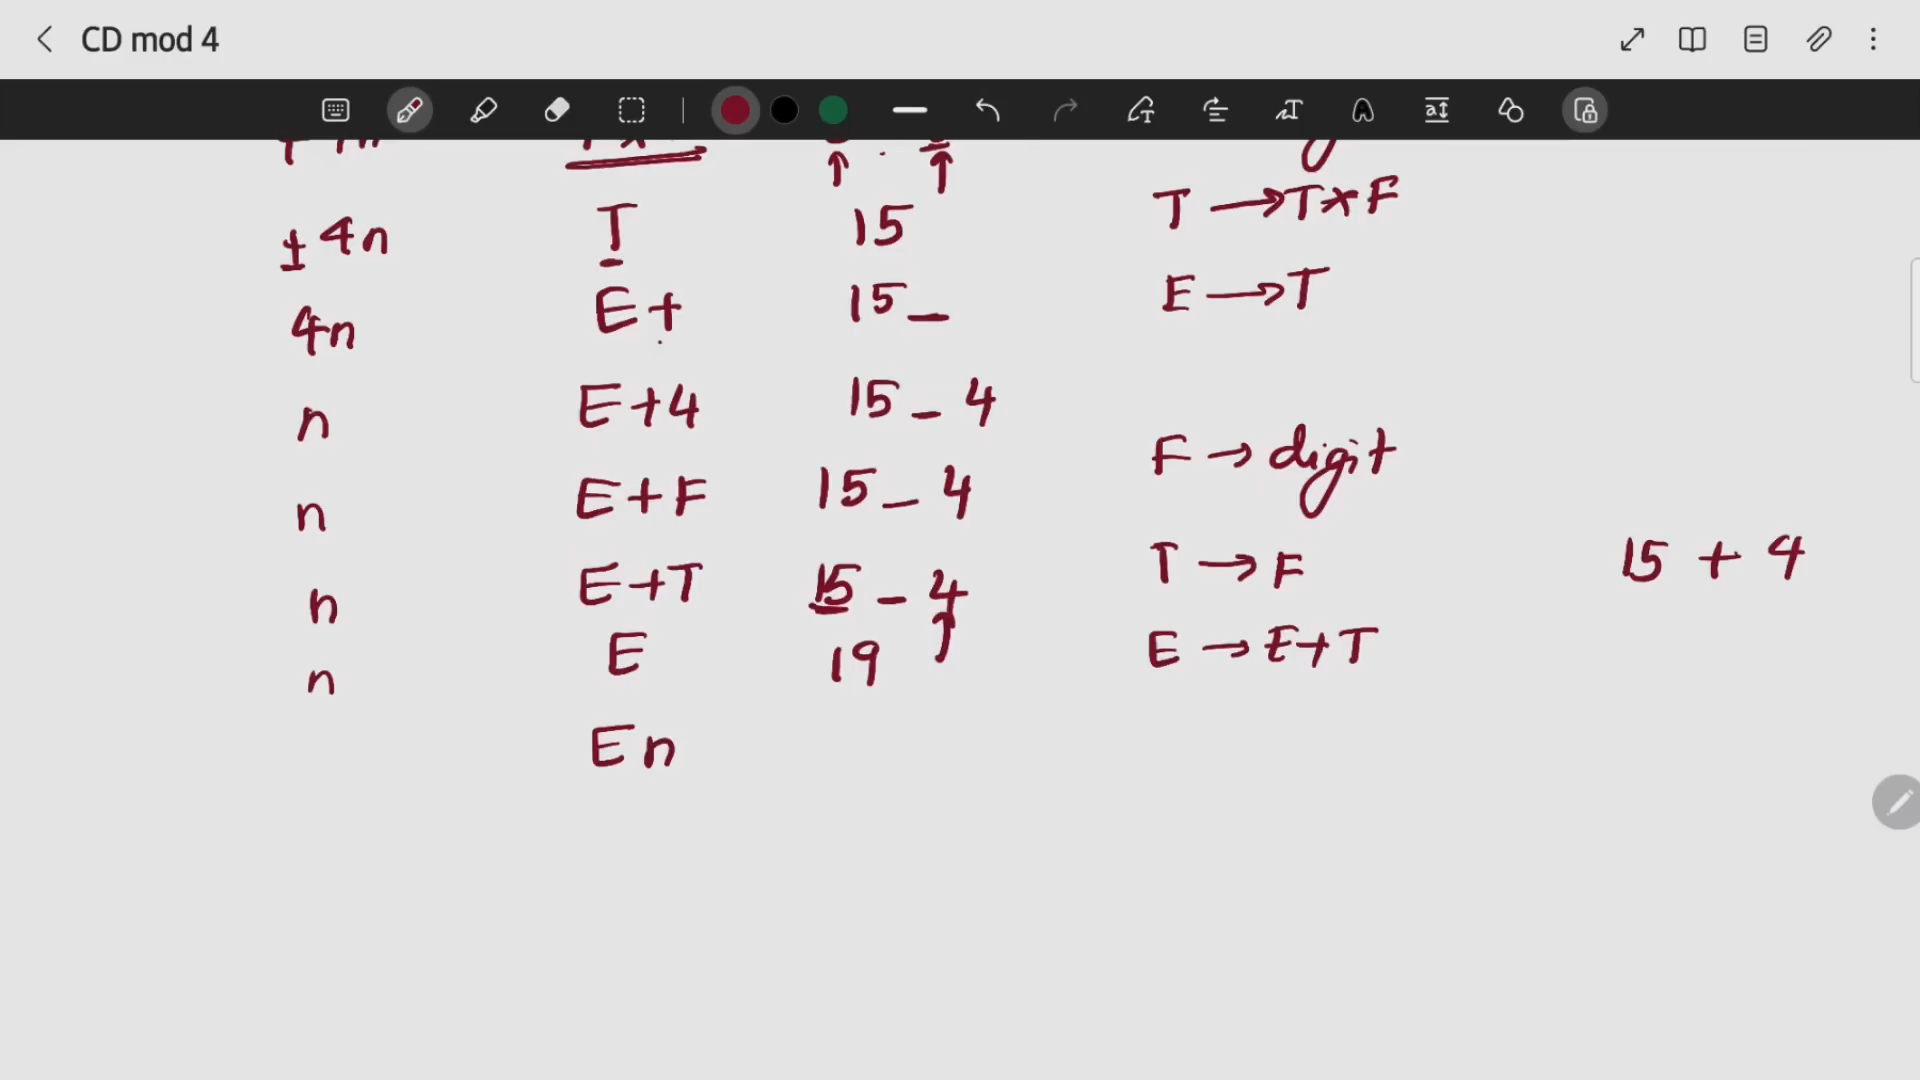 CD mod 4
+4n T 15 T → T*F
4n E+ 15_ E → T
n E+4 15_4
F → digit
n E+F 15_4
n E+T 15_4 T → F 15 + 4
n E 19 E → E+T
En